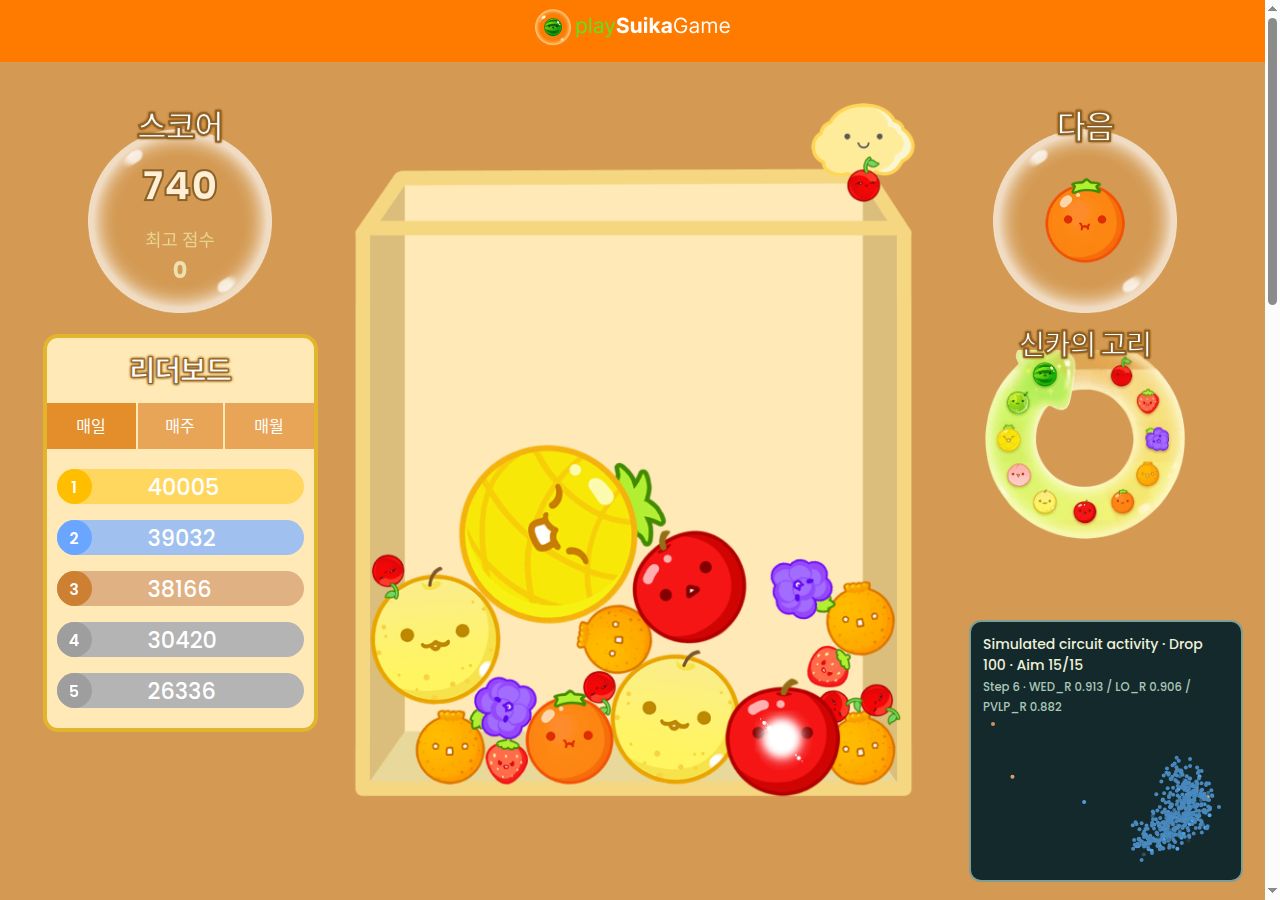 playSuikaGame
스코어
740
최고 점수
0
다음
신카의 고리
리더보드
매일 매주 매월
1 40005
2 39032
3 38166
4 30420
5 26336
Simulated circuit activity · Drop
100 · Aim 15/15
Step 6 · WED_R 0.913 / LO_R 0.906 /
PVLP_R 0.882